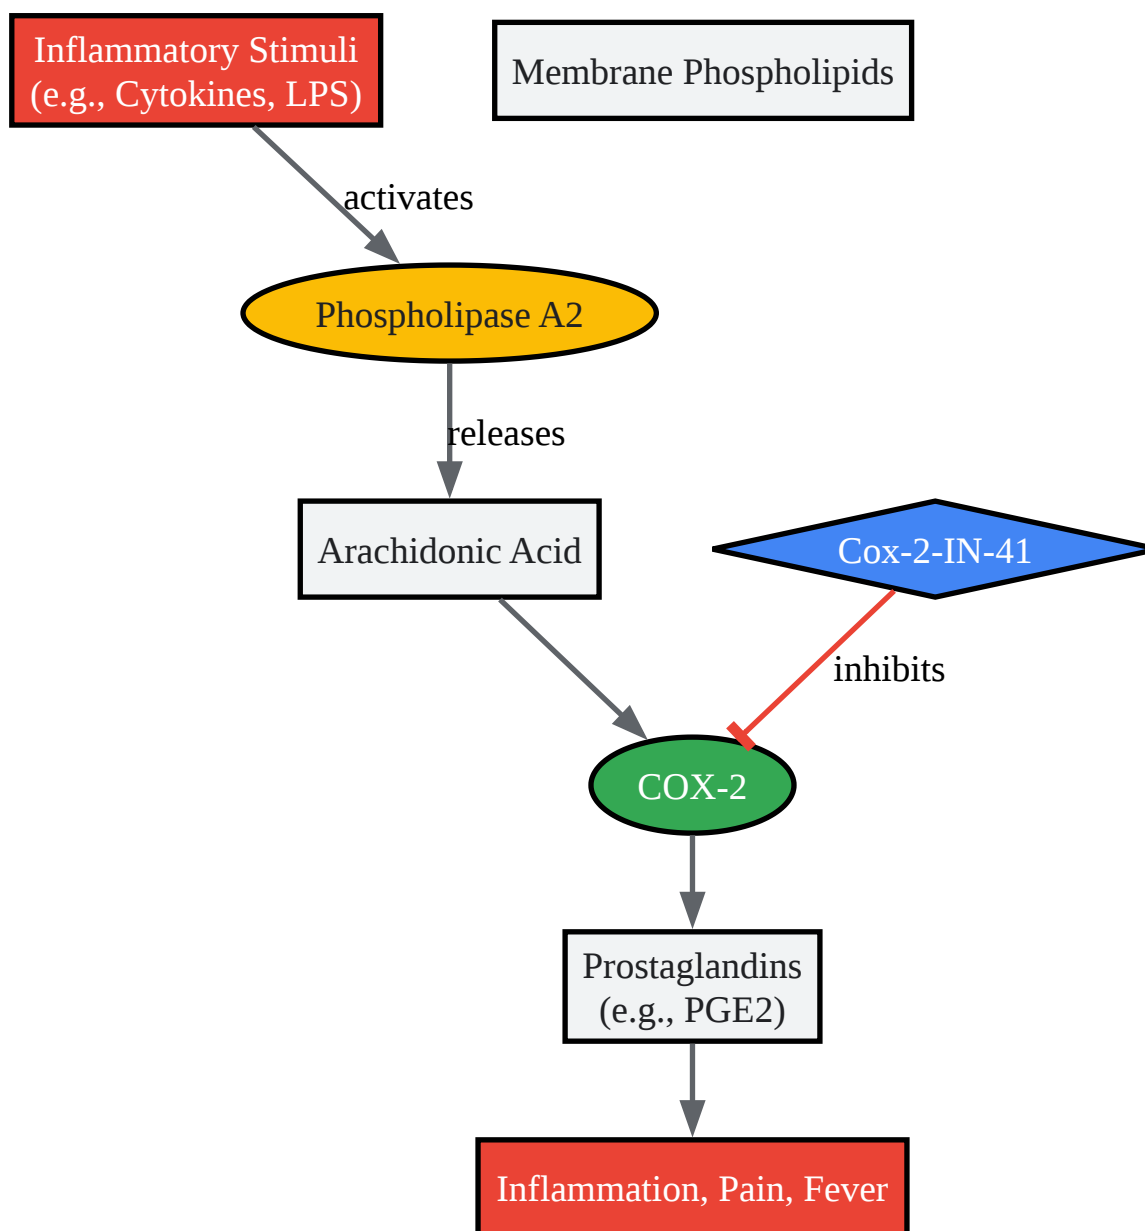 Inflammatory Stimuli
(e.g., Cytokines, LPS)
Membrane Phospholipids
activates
Phospholipase A2
releases
Arachidonic Acid
Cox-2-IN-41
inhibits
COX-2
Prostaglandins
(e.g., PGE2)
Inflammation, Pain, Fever